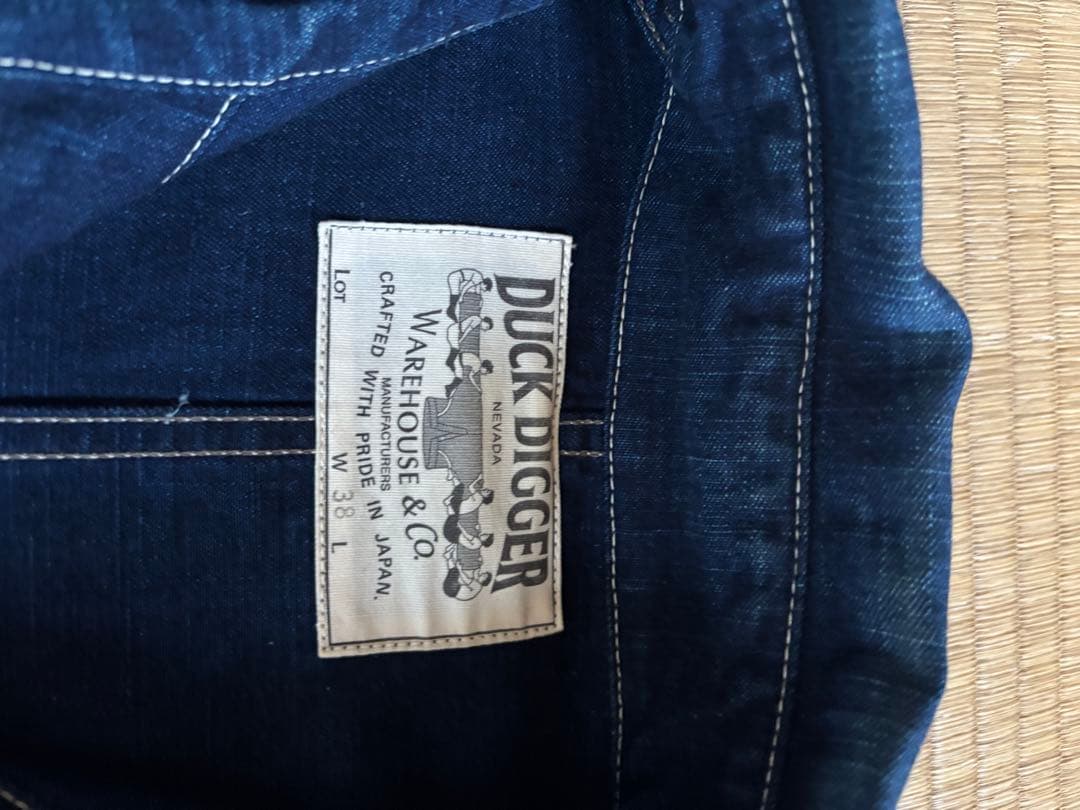 DUCK DIGGER
NEVADA
WAREHOUSE & CO.
MANUFACTURERS
CRAFTED WITH PRIDE IN JAPAN.
LOT W 38 L